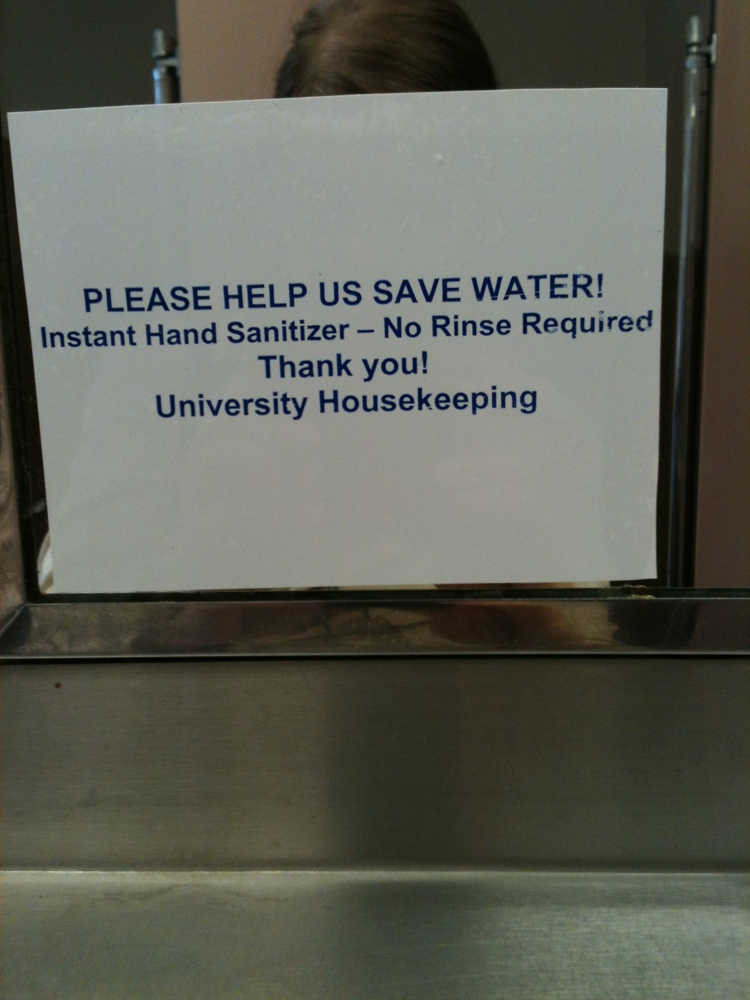 PLEASE HELP US SAVE WATER!
Instant Hand Sanitizer – No Rinse Required
Thank you!
University Housekeeping